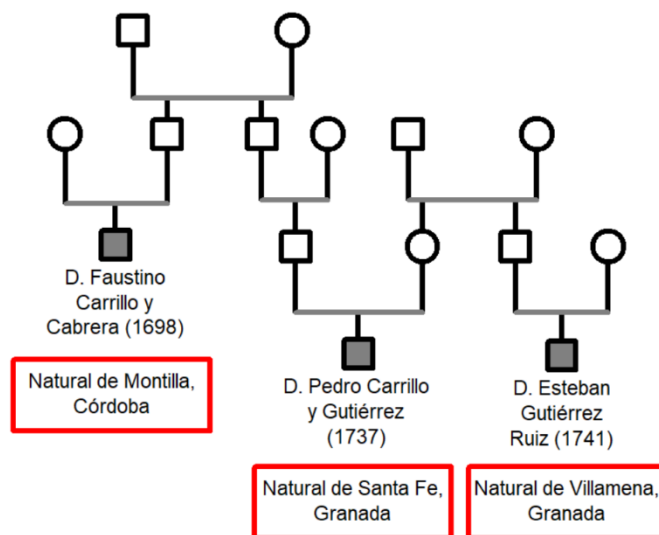 D. Faustino
Carrillo y
Cabrera (1698)
Natural de Montilla,
Córdoba
D. Pedro Carrillo
y Gutiérrez
(1737)
Natural de Santa Fe,
Granada
D. Esteban
Gutiérrez
Ruiz (1741)
Natural de Villamena,
Granada